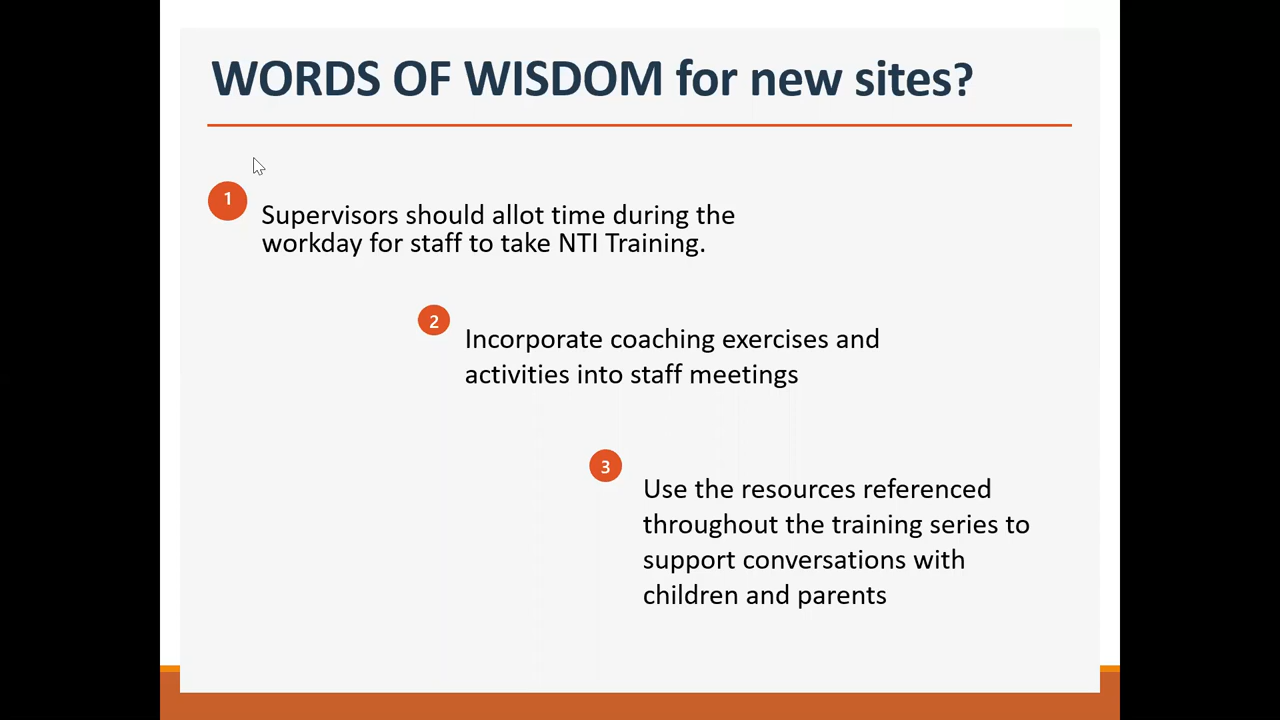 WORDS OF WISDOM for new sites?
1
Supervisors should allot time during the
workday for staff to take NTI Training.
2
Incorporate coaching exercises and
activities into staff meetings
3
Use the resources referenced
throughout the training series to
support conversations with
children and parents